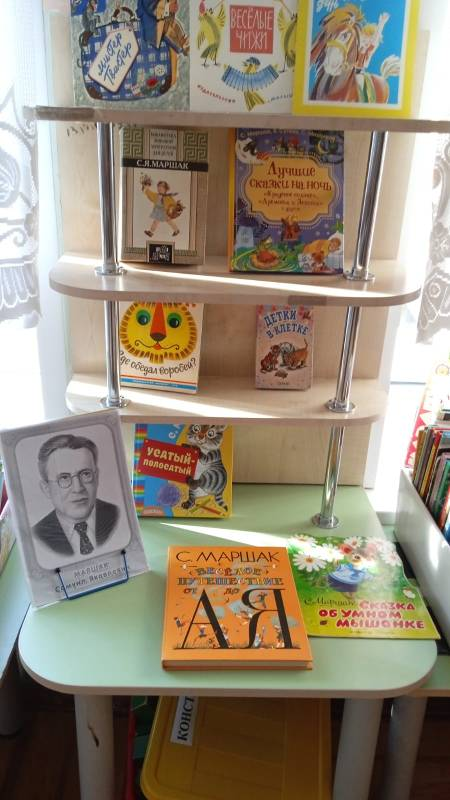 мистер
Твистер
ВЕСЁЛЫЕ
ЧИЖИ
С.Я.МАРШАК
Лучшие
сказки на ночь
Где обедал воробей?
ДЕТКИ
В КЛЕТКЕ
УСАТЫЙ-
ПОЛОСАТЫЙ
МАРШАК
Самуил Яковлевич
С. МАРШАК
ВЕСЁЛОЕ
ПУТЕШЕСТВИЕ
ОТ А ДО Я
С. Маршак СКАЗКА
ОБ УМНОМ
МЫШОНКЕ
КОНСТ